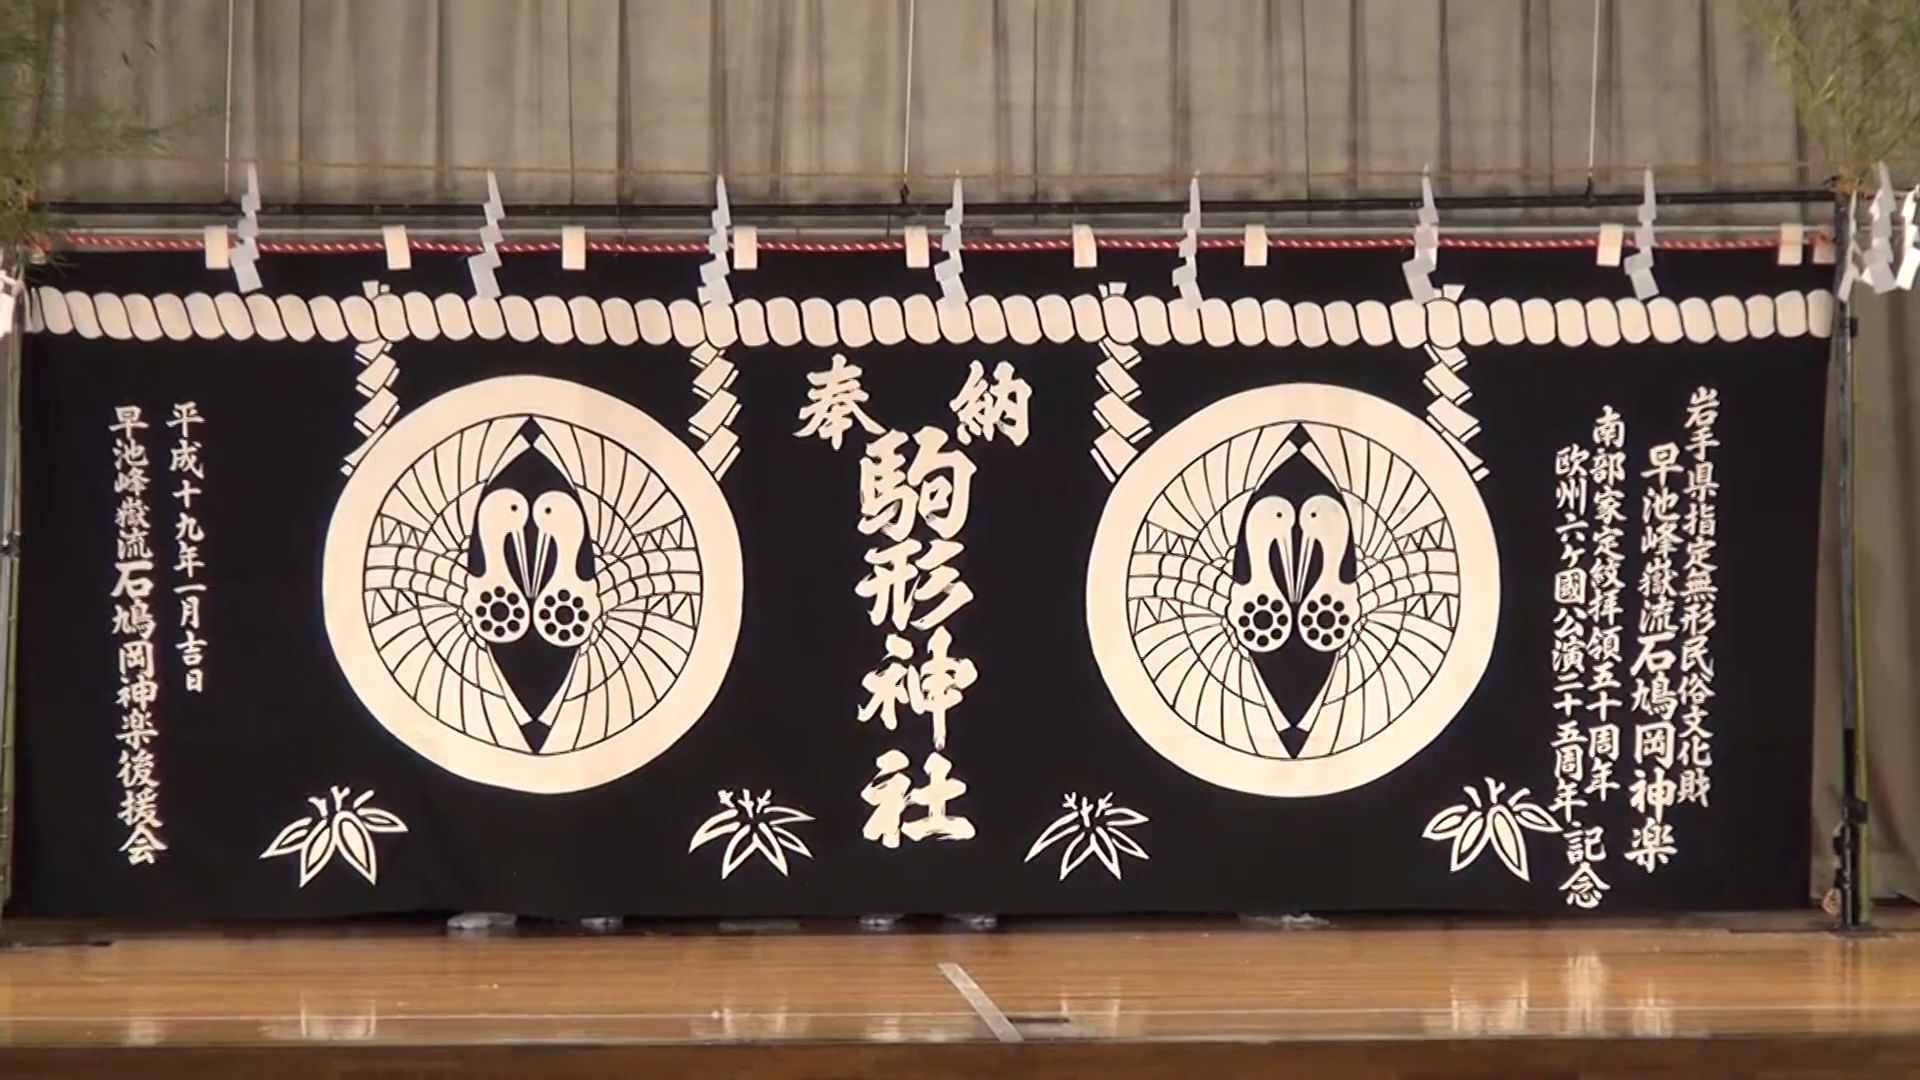 岩手県指定無形民俗文化財
早池峰嶽流石鳩岡神楽
南部家定紋拝領五十周年
欧州六ヶ國公演二十五周年記念
奉納
駒形神社
平成十九年一月吉日
早池峰嶽流石鳩岡神楽後援会